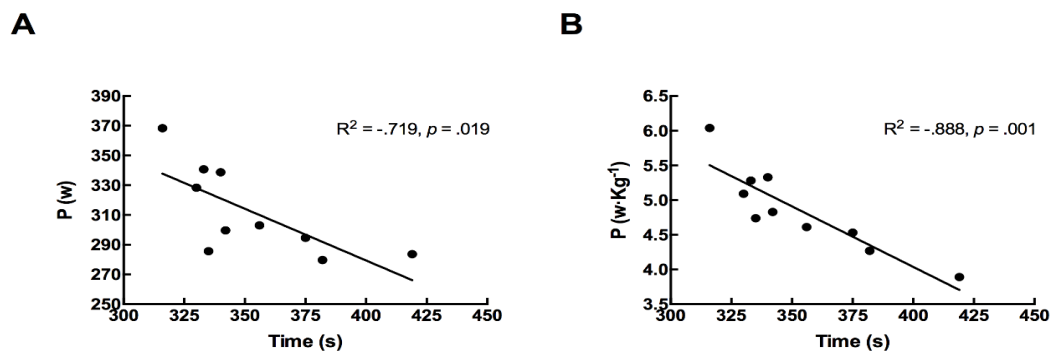 A
B
390
370
350
330
310
290
270
250
P (w)
R² = -.719, p = .019
300 325 350 375 400 425 450
Time (s)
6.5
6.0
5.5
5.0
4.5
4.0
3.5
P (w·Kg⁻¹)
R² = -.888, p = .001
300 325 350 375 400 425 450
Time (s)